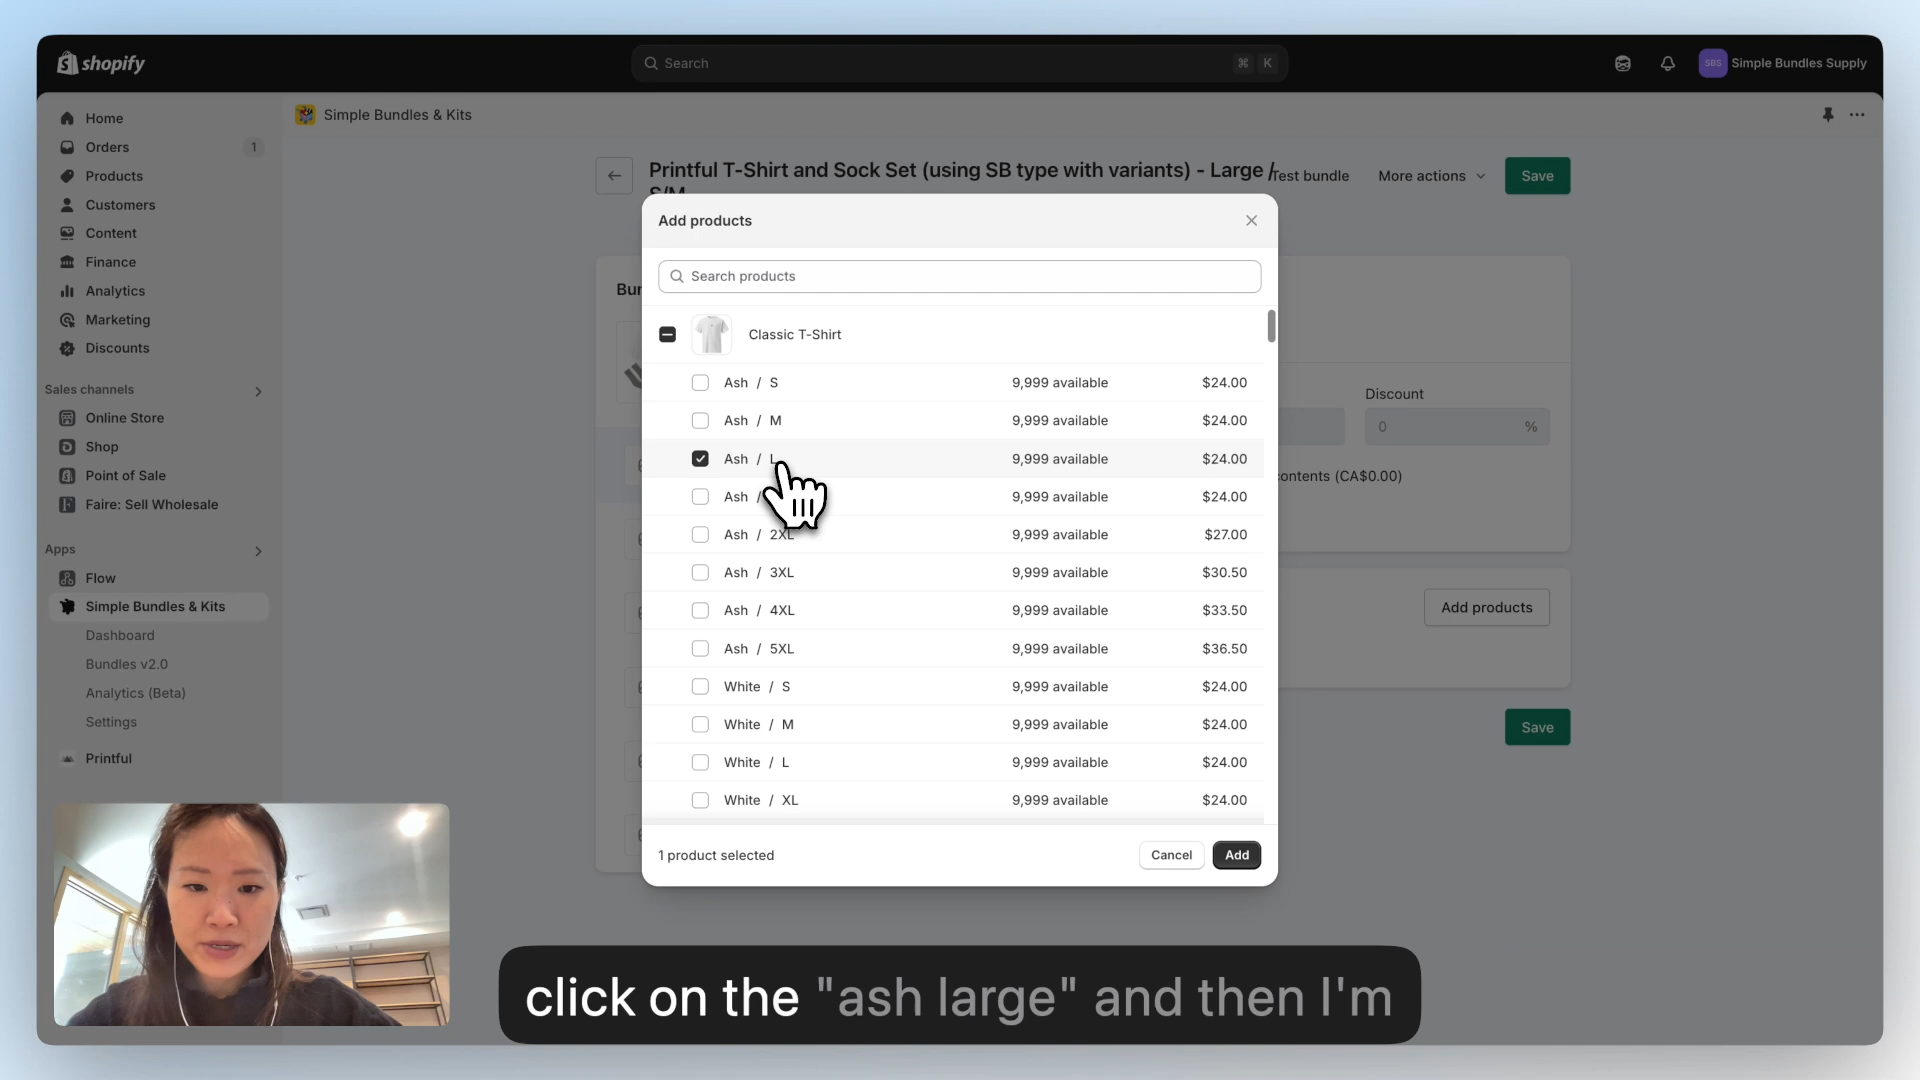 shopify
Search
⌘ K
SBS
Simple Bundles Supply
Home
Orders
1
Products
Customers
Content
Finance
Analytics
Marketing
Discounts
Sales channels
Online Store
Shop
Point of Sale
Faire: Sell Wholesale
Apps
Flow
Simple Bundles & Kits
Dashboard
Bundles v2.0
Analytics (Beta)
Settings
Printful
Simple Bundles & Kits
Printful T-Shirt and Sock Set (using SB type with variants) - Large /
S/M
Test bundle
More actions
Save
Bun
Discount
0 %
contents (CA$0.00)
Add products
Save
Add products
Search products
Classic T-Shirt
Ash / S 9,999 available $24.00
Ash / M 9,999 available $24.00
Ash / L 9,999 available $24.00
Ash / 9,999 available $24.00
Ash / 2XL 9,999 available $27.00
Ash / 3XL 9,999 available $30.50
Ash / 4XL 9,999 available $33.50
Ash / 5XL 9,999 available $36.50
White / S 9,999 available $24.00
White / M 9,999 available $24.00
White / L 9,999 available $24.00
White / XL 9,999 available $24.00
1 product selected
Cancel
Add
click on the "ash large" and then I'm